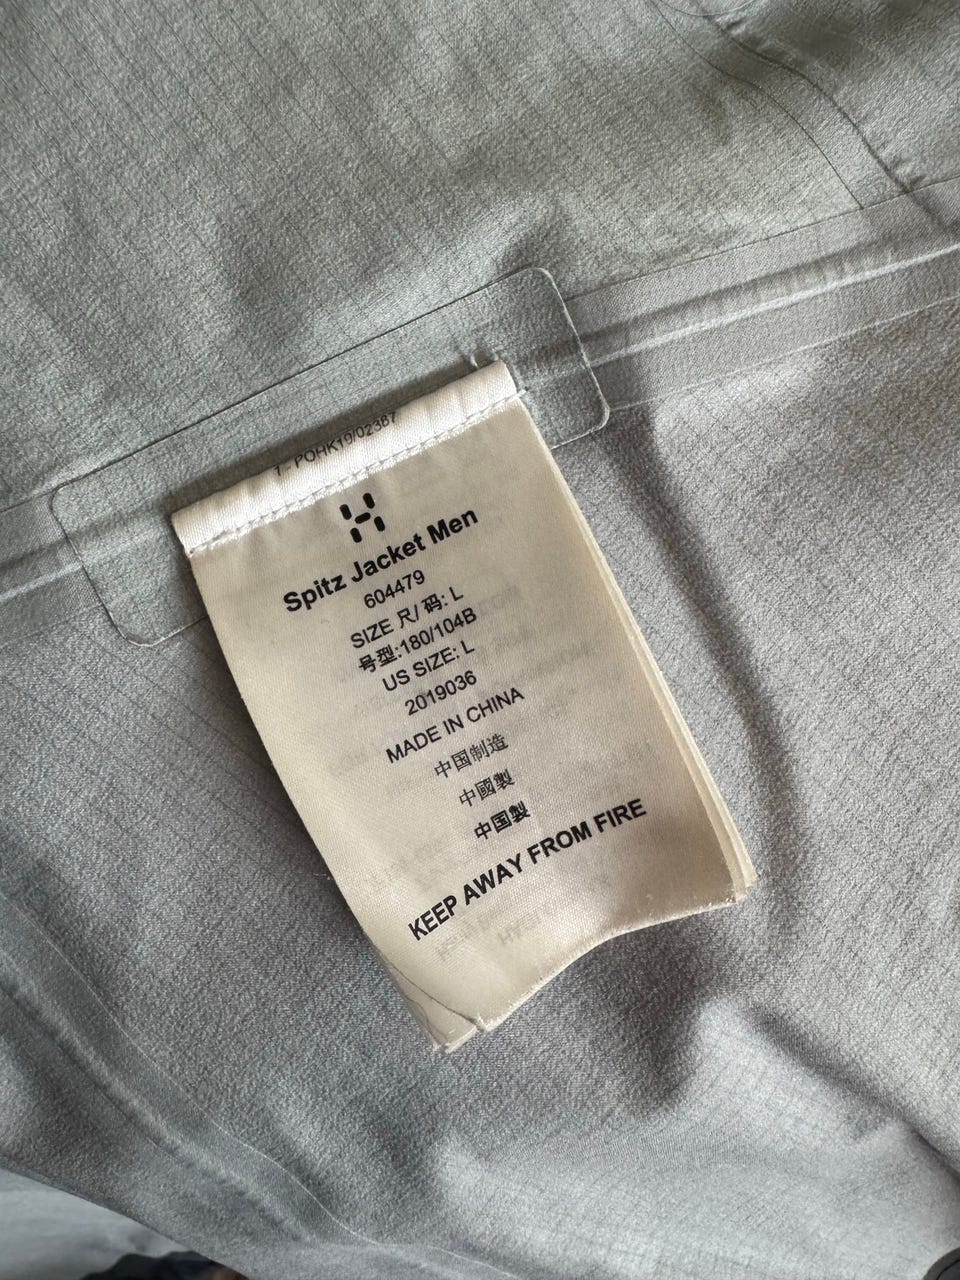 1 - POHK19/02387
Spitz Jacket Men
604479
SIZE 尺/ 码: L
号型:180/104B
US SIZE: L
2019036
MADE IN CHINA
中国制造
中國製
中国製
KEEP AWAY FROM FIRE